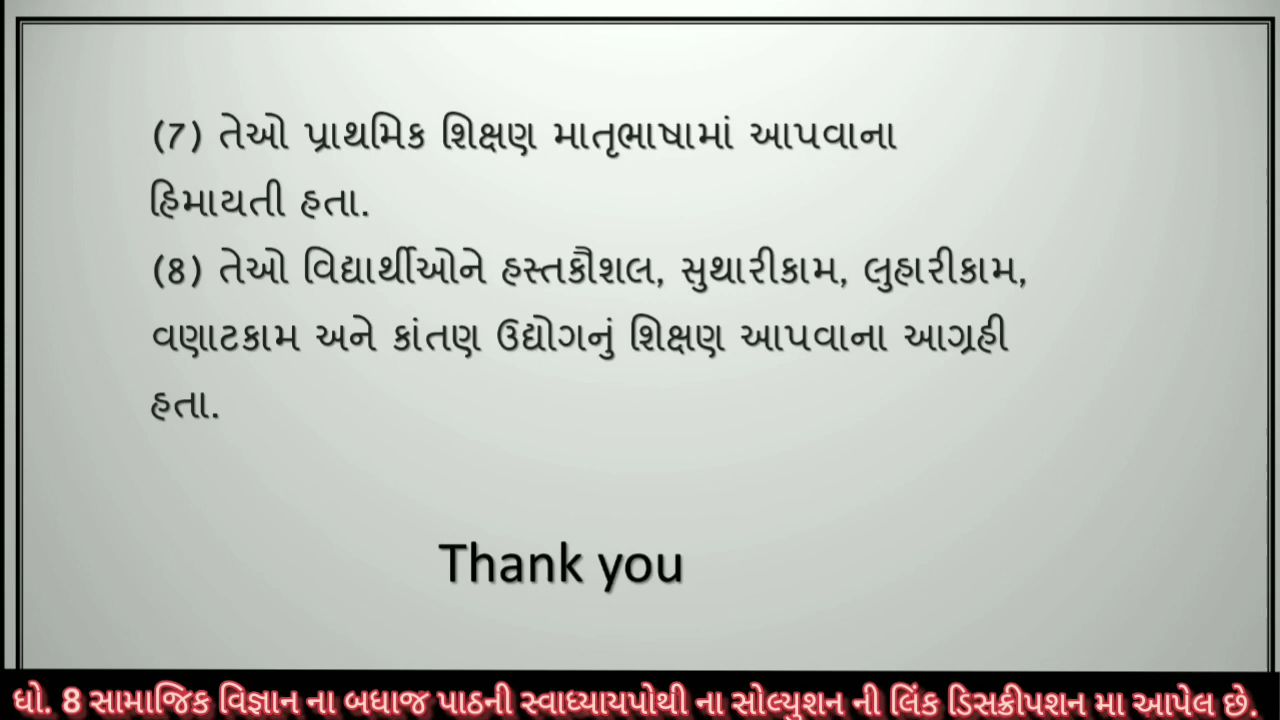 (7) તેઓ પ્રાથમિક શિક્ષણ માતૃભાષામાં આપવાના
હિમાયતી હતા.
(8) તેઓ વિદ્યાર્થીઓને હસ્તકૌશલ, સુથારીકામ, લુહારીકામ,
વણાટકામ અને કાંતણ ઉદ્યોગનું શિક્ષણ આપવાના આગ્રહી
હતા.
Thank you
ધો. 8 સામાજિક વિજ્ઞાન ના બધાજ પાઠની સ્વાધ્યાયપોથી ના સોલ્યુશન ની લિંક ડિસક્રીપશન મા આપેલ છે.